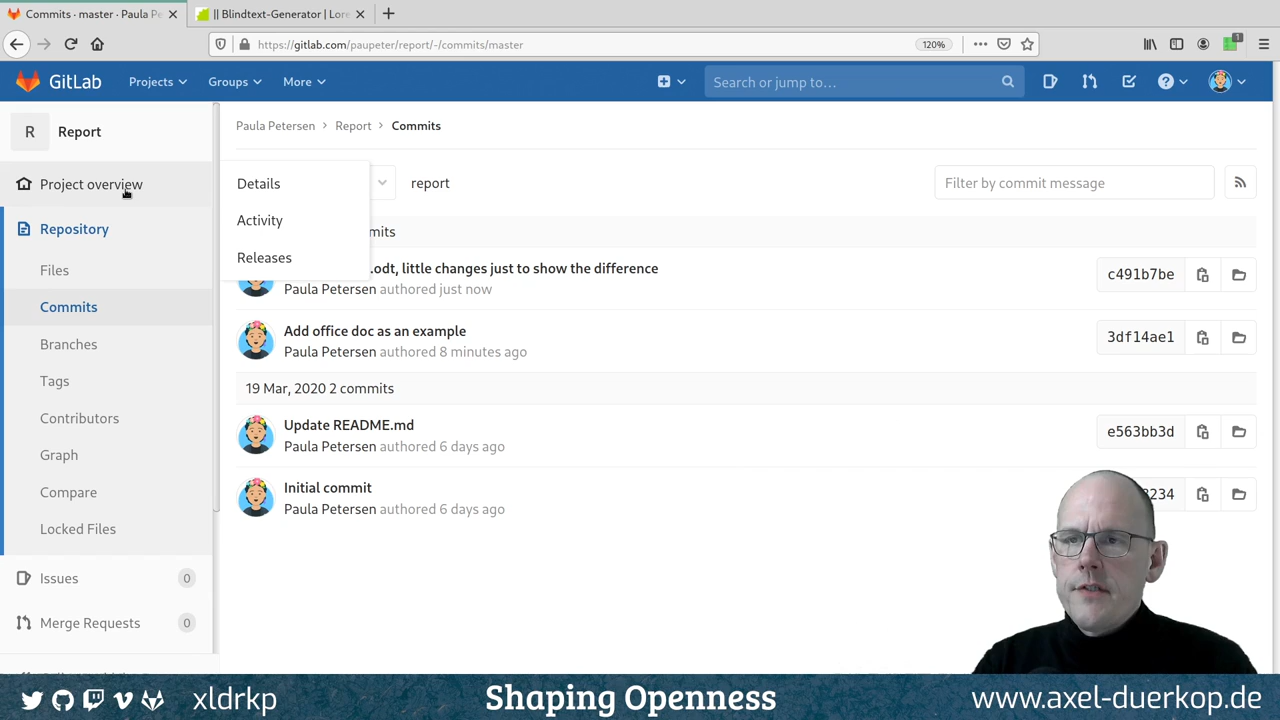 Commits · master · Paula Pe
|| Blindtext-Generator | Lore
https://gitlab.com/paupeter/report/-/commits/master
120%
1
GitLab
Projects
Groups
More
Search or jump to...
R
Report
Paula Petersen > Report > Commits
Project overview
Details
Activity
Releases
report
Filter by commit message
mits
Repository
Files
Commits
Branches
Tags
Contributors
Graph
Compare
Locked Files
Issues
0
Merge Requests
0
.odt, little changes just to show the difference
Paula Petersen authored just now
c491b7be
Add office doc as an example
Paula Petersen authored 8 minutes ago
3df14ae1
19 Mar, 2020 2 commits
Update README.md
Paula Petersen authored 6 days ago
e563bb3d
Initial commit
Paula Petersen authored 6 days ago
234
xldrkp
Shaping Openness
www.axel-duerkop.de